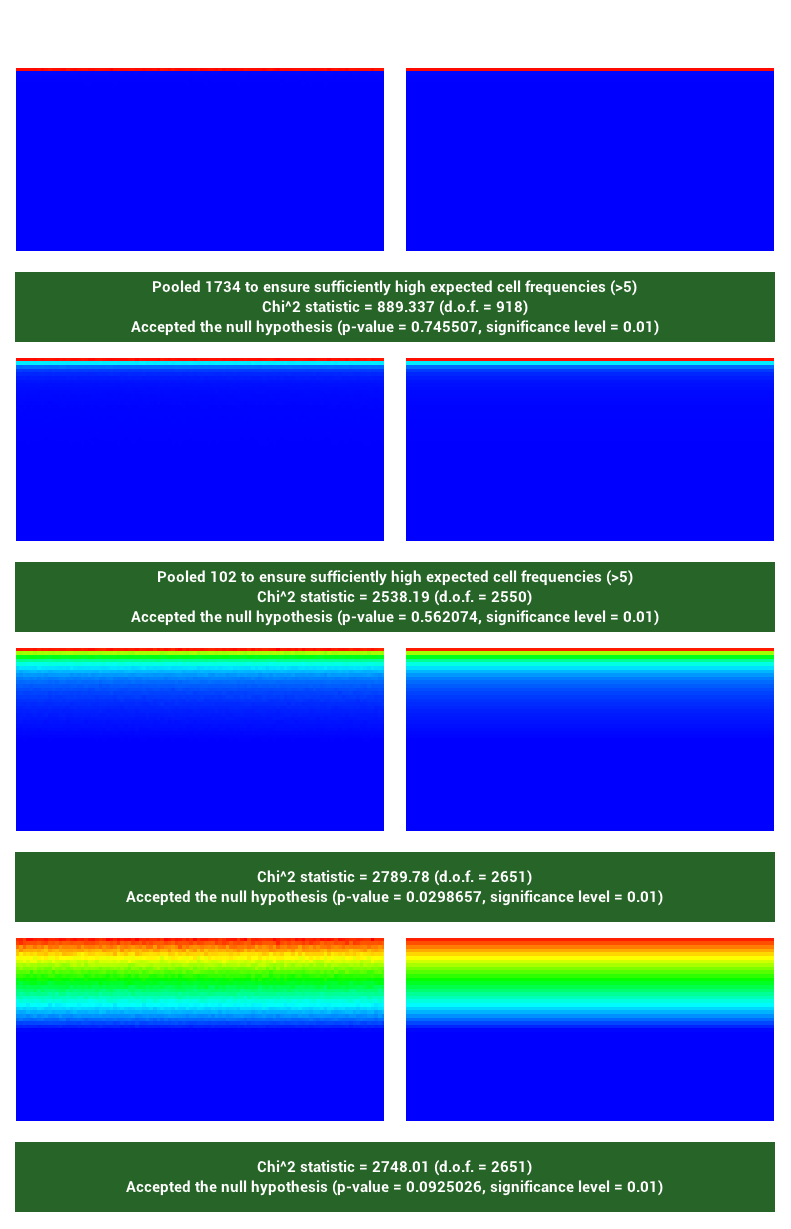 Pooled 1734 to ensure sufficiently high expected cell frequencies (>5)
Chi^2 statistic = 889.337 (d.o.f. = 918)
Accepted the null hypothesis (p-value = 0.745507, significance level = 0.01)
Pooled 102 to ensure sufficiently high expected cell frequencies (>5)
Chi^2 statistic = 2538.19 (d.o.f. = 2550)
Accepted the null hypothesis (p-value = 0.562074, significance level = 0.01)
Chi^2 statistic = 2789.78 (d.o.f. = 2651)
Accepted the null hypothesis (p-value = 0.0298657, significance level = 0.01)
Chi^2 statistic = 2748.01 (d.o.f. = 2651)
Accepted the null hypothesis (p-value = 0.0925026, significance level = 0.01)